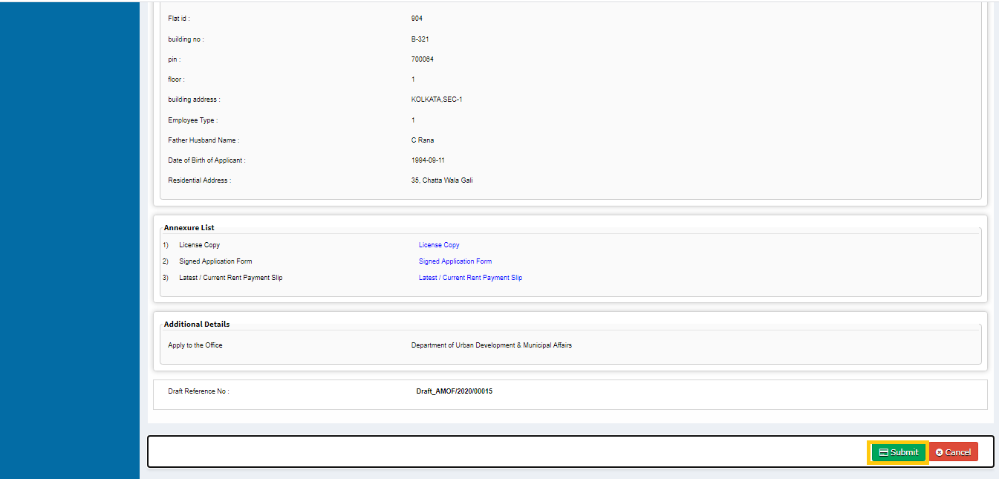 Flat id : 904
building no : B-321
pin : 700064
floor : 1
building address : KOLKATA,SEC-1
Employee Type : 1
Father Husband Name : C Rana
Date of Birth of Applicant : 1994-09-11
Residential Address : 35, Chatta Wala Gali
Annexure List
1) License Copy License Copy
2) Signed Application Form Signed Application Form
3) Latest / Current Rent Payment Slip Latest / Current Rent Payment Slip
Additional Details
Apply to the Office Department of Urban Development & Municipal Affairs
Draft Reference No : Draft_AMOF/2020/00015
Submit Cancel